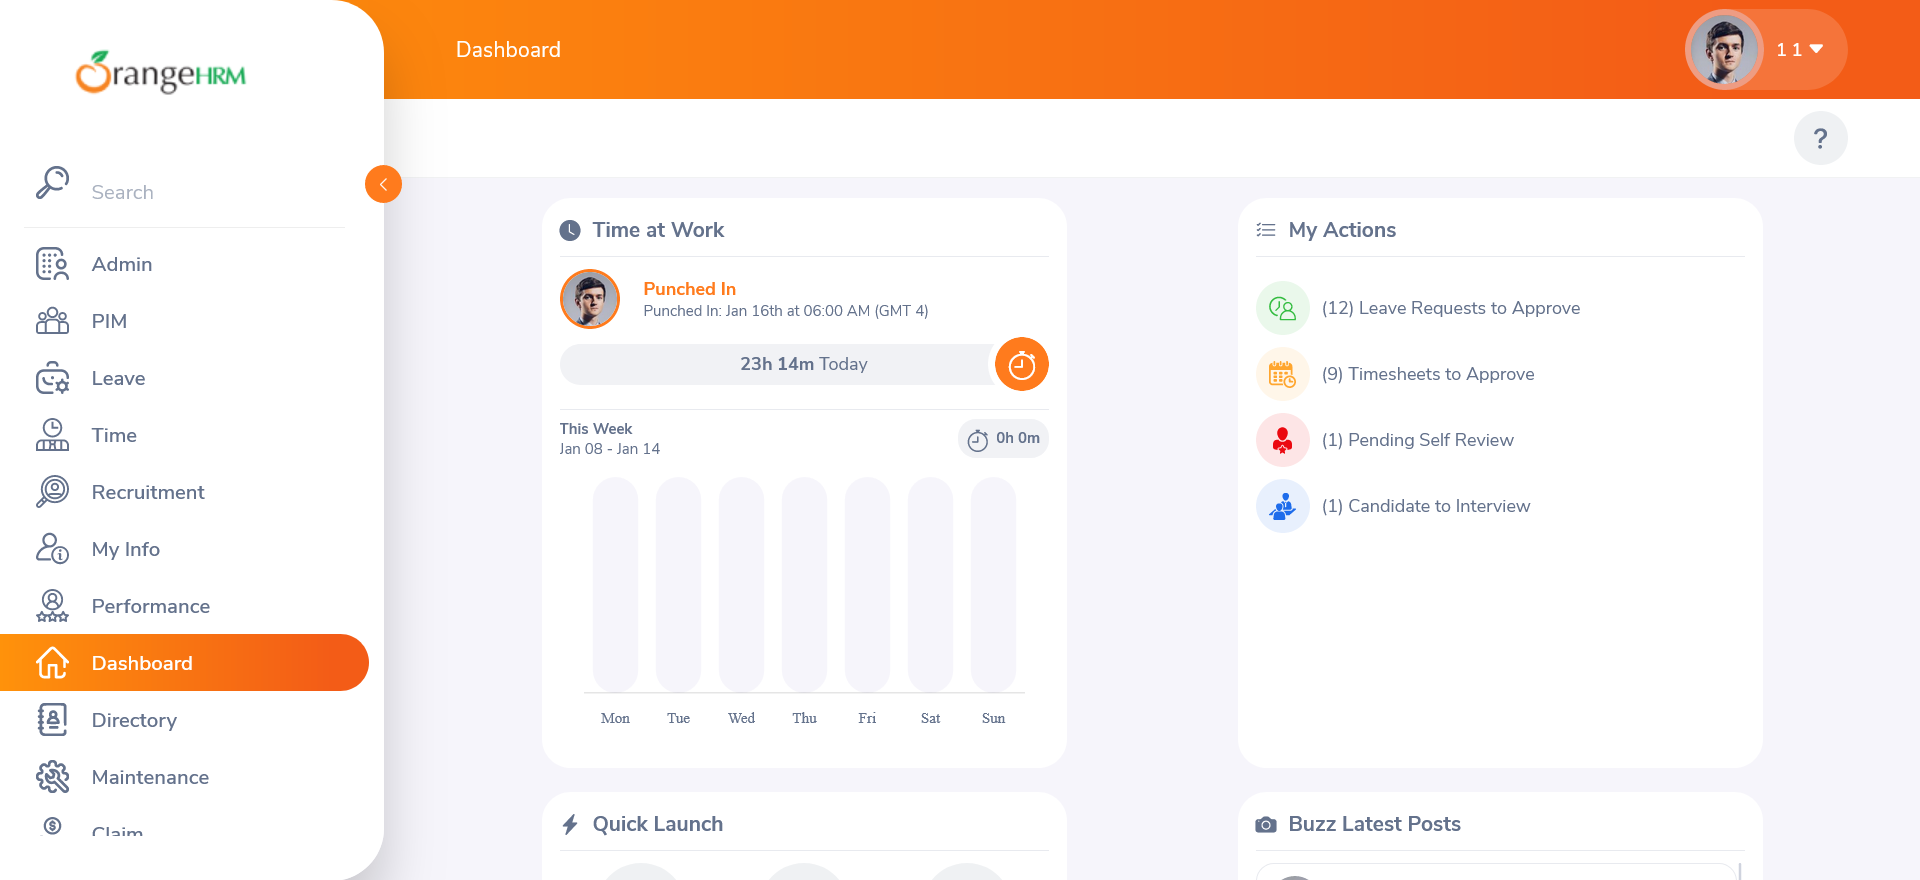 OrangeHRM
Search
Admin
PIM
Leave
Time
Recruitment
My Info
Performance
Dashboard
Directory
Maintenance
Claim
Dashboard
1 1
?
Time at Work
Punched In
Punched In: Jan 16th at 06:00 AM (GMT 4)
23h 14m Today
This Week
Jan 08 - Jan 14
0h 0m
Mon Tue Wed Thu Fri Sat Sun
My Actions
(12) Leave Requests to Approve
(9) Timesheets to Approve
(1) Pending Self Review
(1) Candidate to Interview
Quick Launch
Buzz Latest Posts